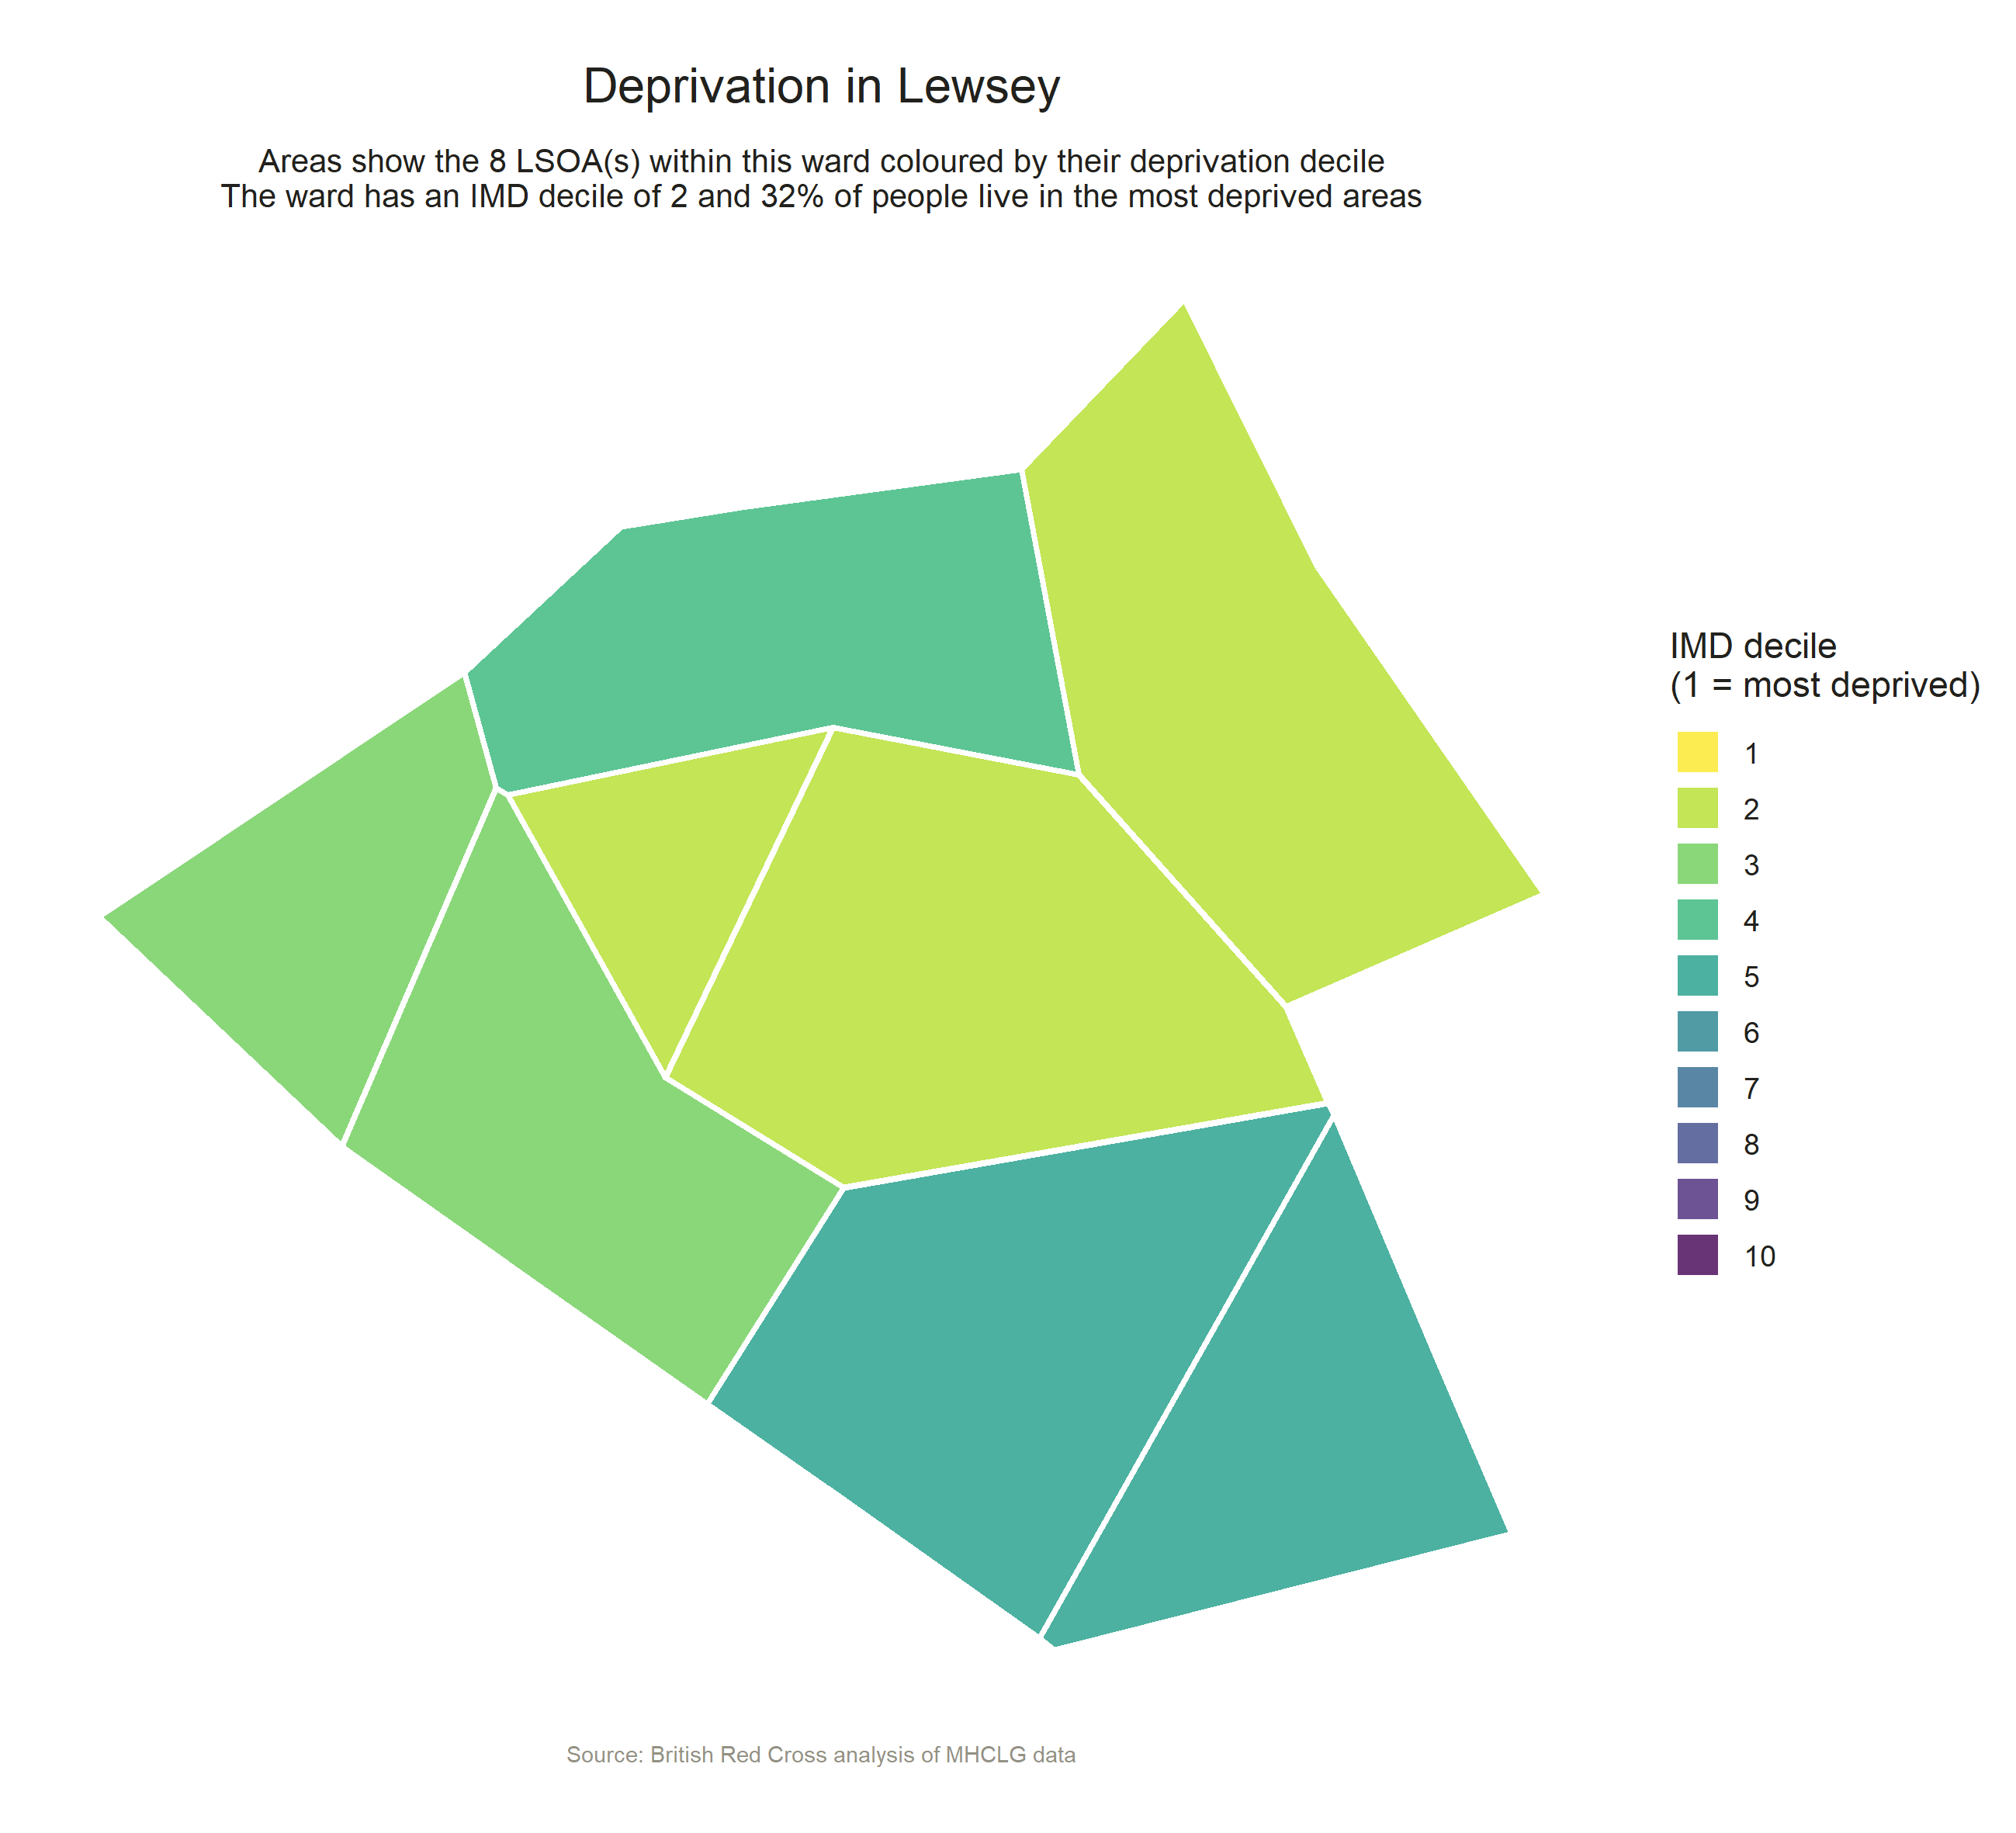 Deprivation in Lewsey
Areas show the 8 LSOA(s) within this ward coloured by their deprivation decile
The ward has an IMD decile of 2 and 32% of people live in the most deprived areas
IMD decile
(1 = most deprived)
1
2
3
4
5
6
7
8
9
10
Source: British Red Cross analysis of MHCLG data